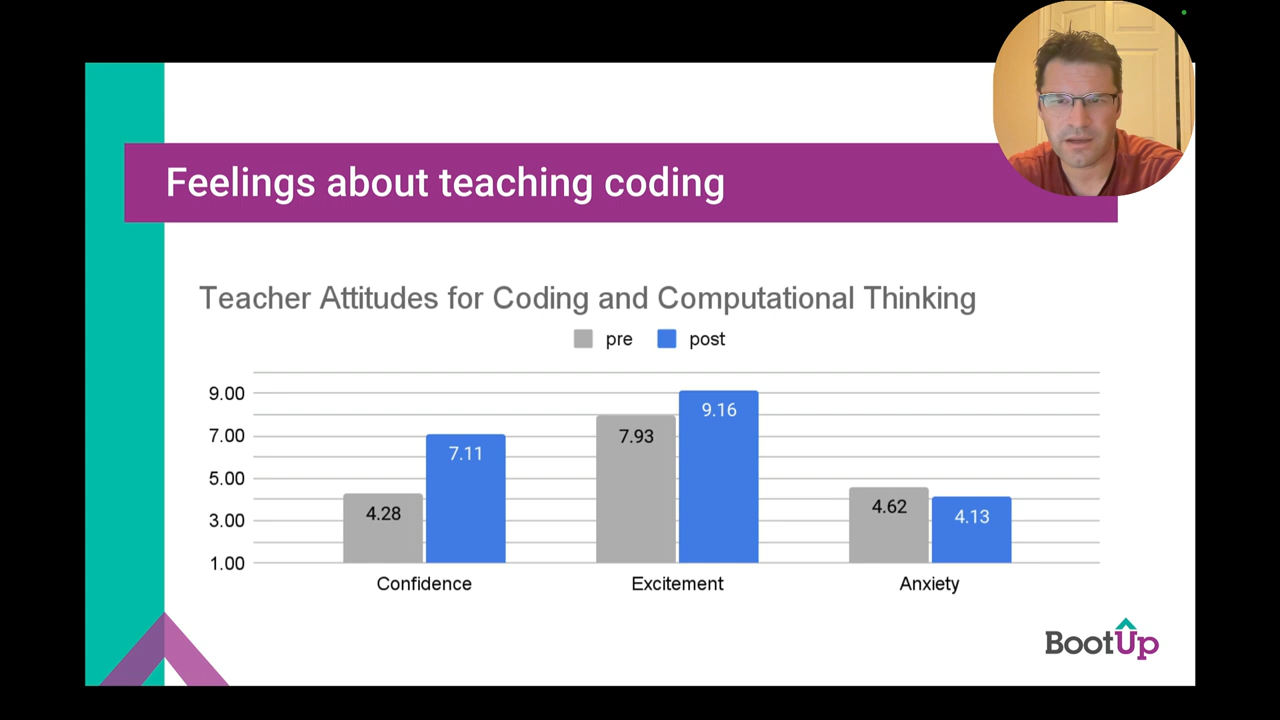 Feelings about teaching coding
Teacher Attitudes for Coding and Computational Thinking
pre post
9.00
7.00
5.00
3.00
1.00
4.28
7.11
7.93
9.16
4.62
4.13
Confidence Excitement Anxiety
BootUp